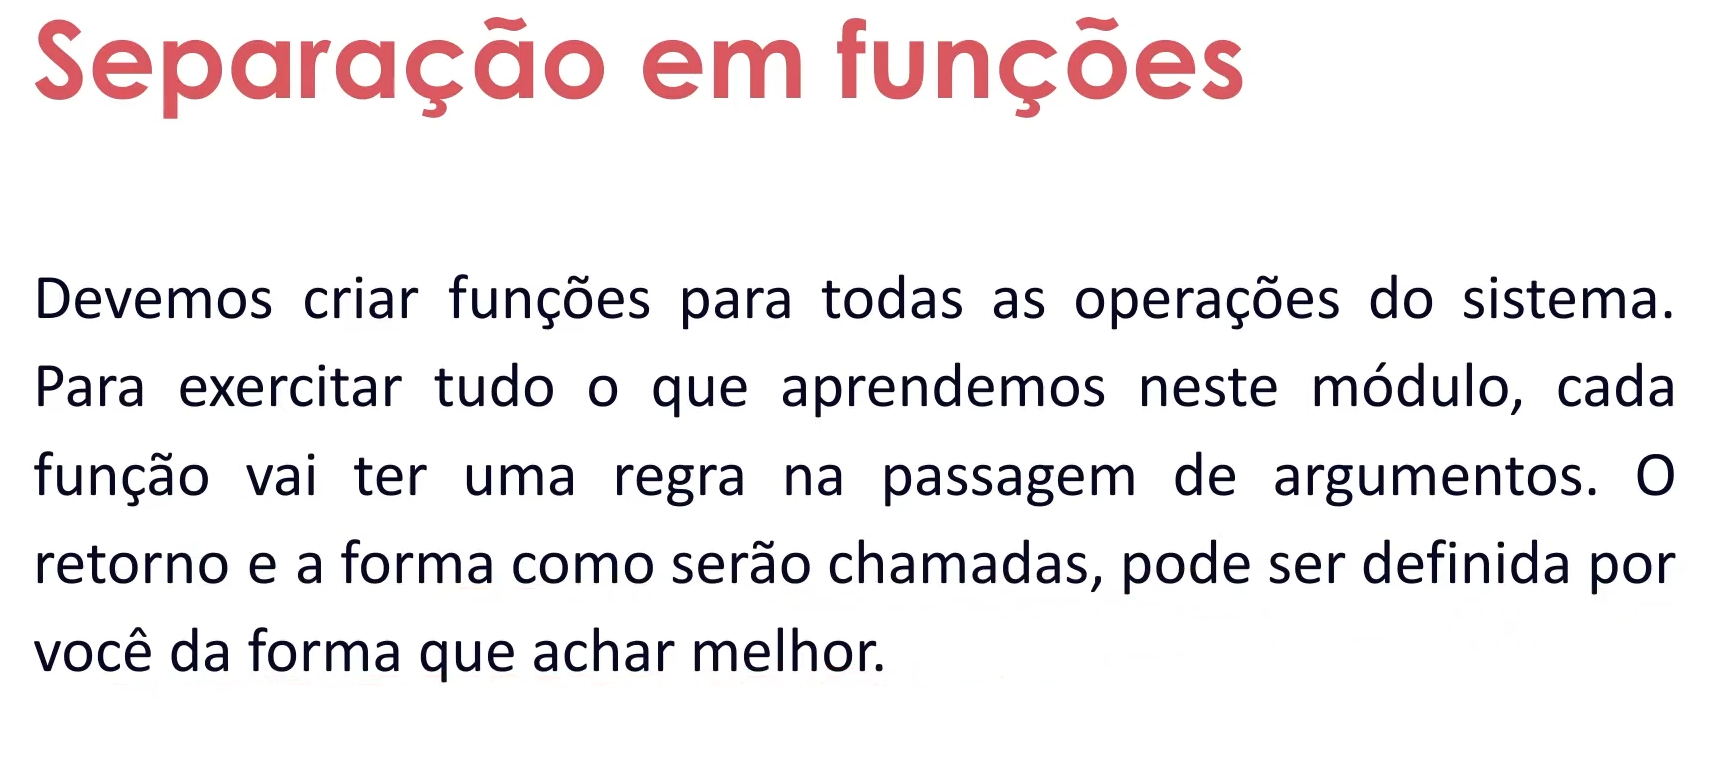 Separação em funções
Devemos criar funções para todas as operações do sistema.
Para exercitar tudo o que aprendemos neste módulo, cada
função vai ter uma regra na passagem de argumentos. O
retorno e a forma como serão chamadas, pode ser definida por
você da forma que achar melhor.